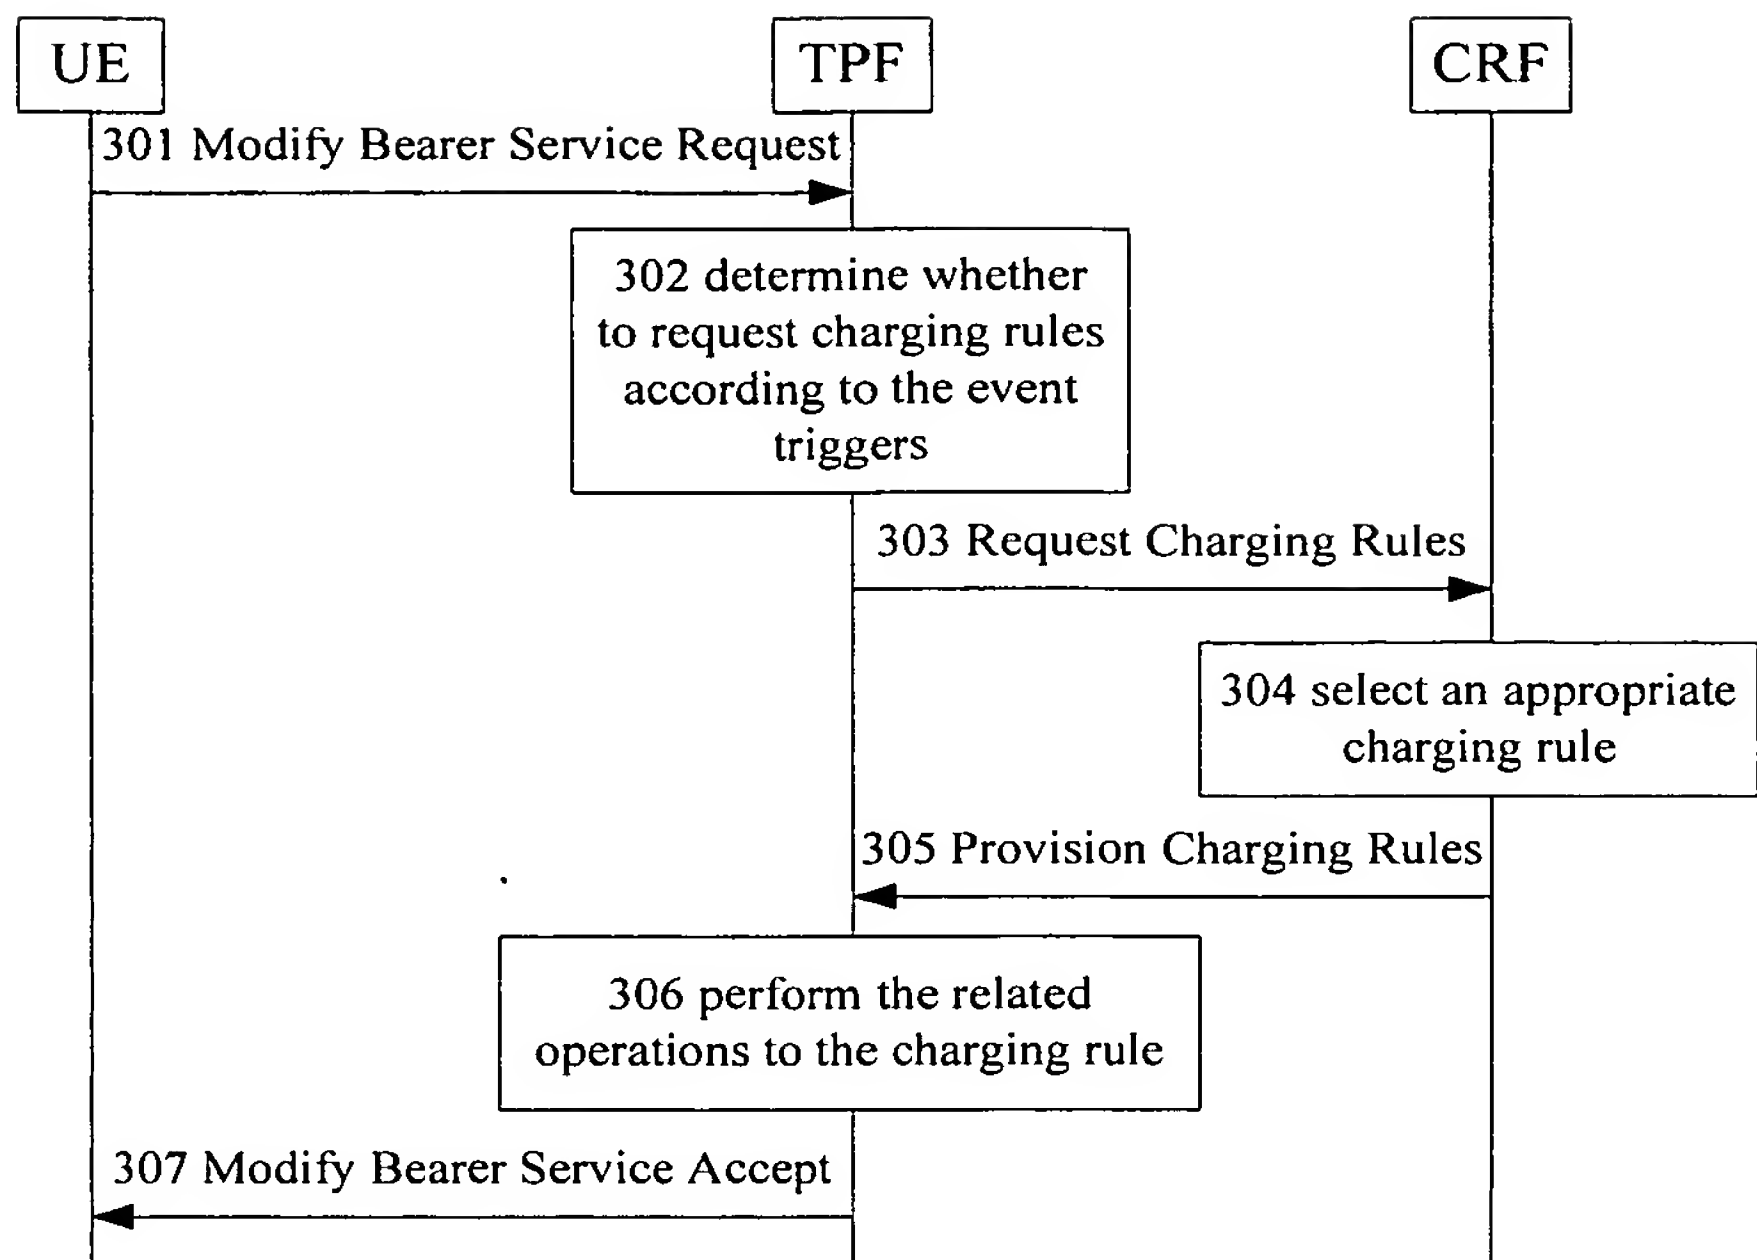 UE
TPF
CRF
301 Modify Bearer Service Request
302 determine whether
to request charging rules
according to the event
triggers
303 Request Charging Rules
304 select an appropriate
charging rule
305 Provision Charging Rules
306 perform the related
operations to the charging rule
307 Modify Bearer Service Accept